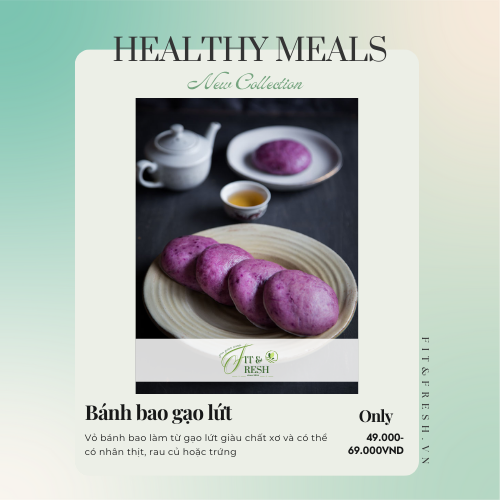 HEALTHY MEALS
New Collection
FIT &
FRESH
Bánh bao gạo lứt
Only
Vỏ bánh bao làm từ gạo lứt giàu chất xơ và có thể
có nhân thịt, rau củ hoặc trứng
49.000-
69.000VND
FIT&FRESH.VN